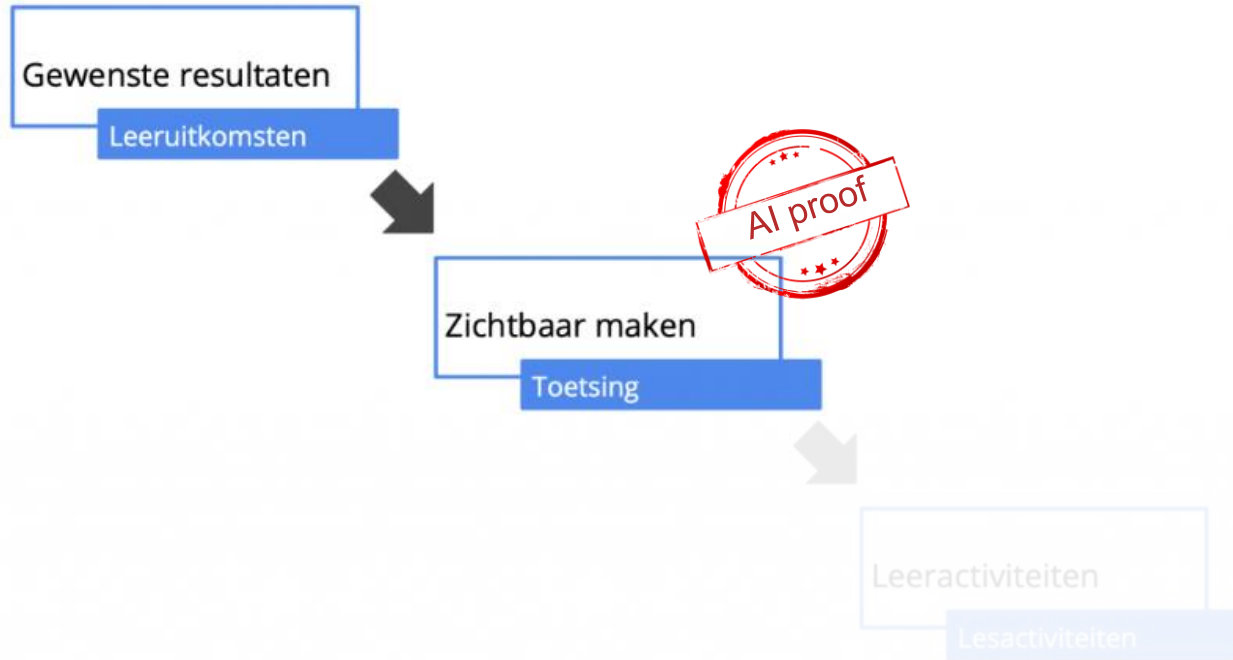 Gewenste resultaten
Leeruitkomsten
AI proof
Zichtbaar maken
Toetsing
Leeractiviteiten
Lesactiviteiten